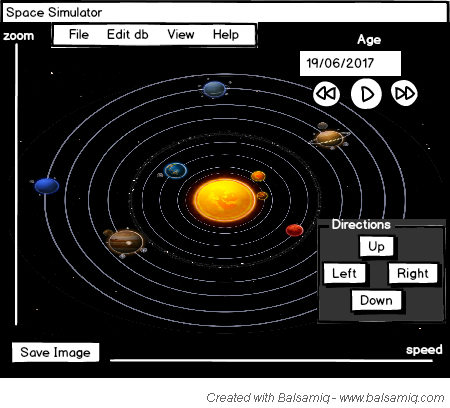 Space Simulator
zoom
File Edit db View Help
Age
19/06/2017
Directions
Up
Left Right
Down
Save Image
speed
Created with Balsamiq - www.balsamiq.com